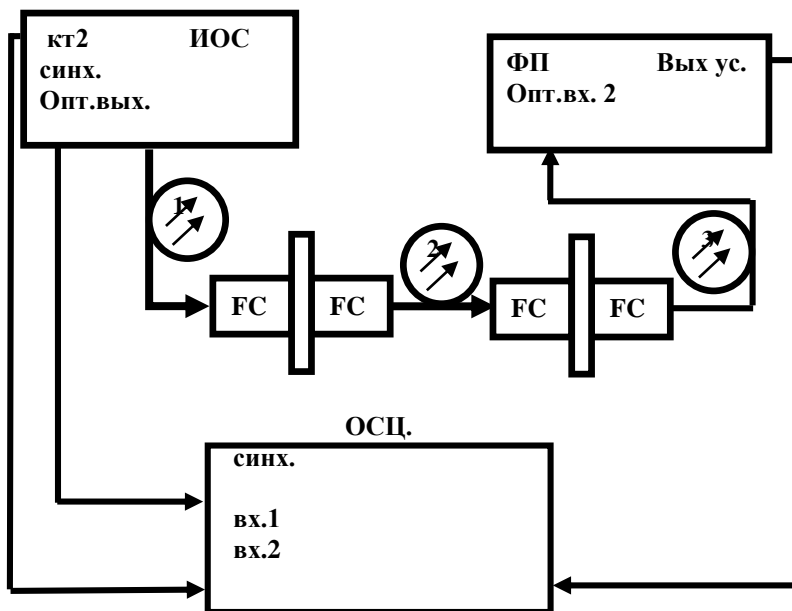 кт2 ИОС
синх.
Опт.вых.
ФП Вых ус.
Опт.вх. 2
1
2
3
FC FC FC FC
ОСЦ.
синх.
вх.1
вх.2